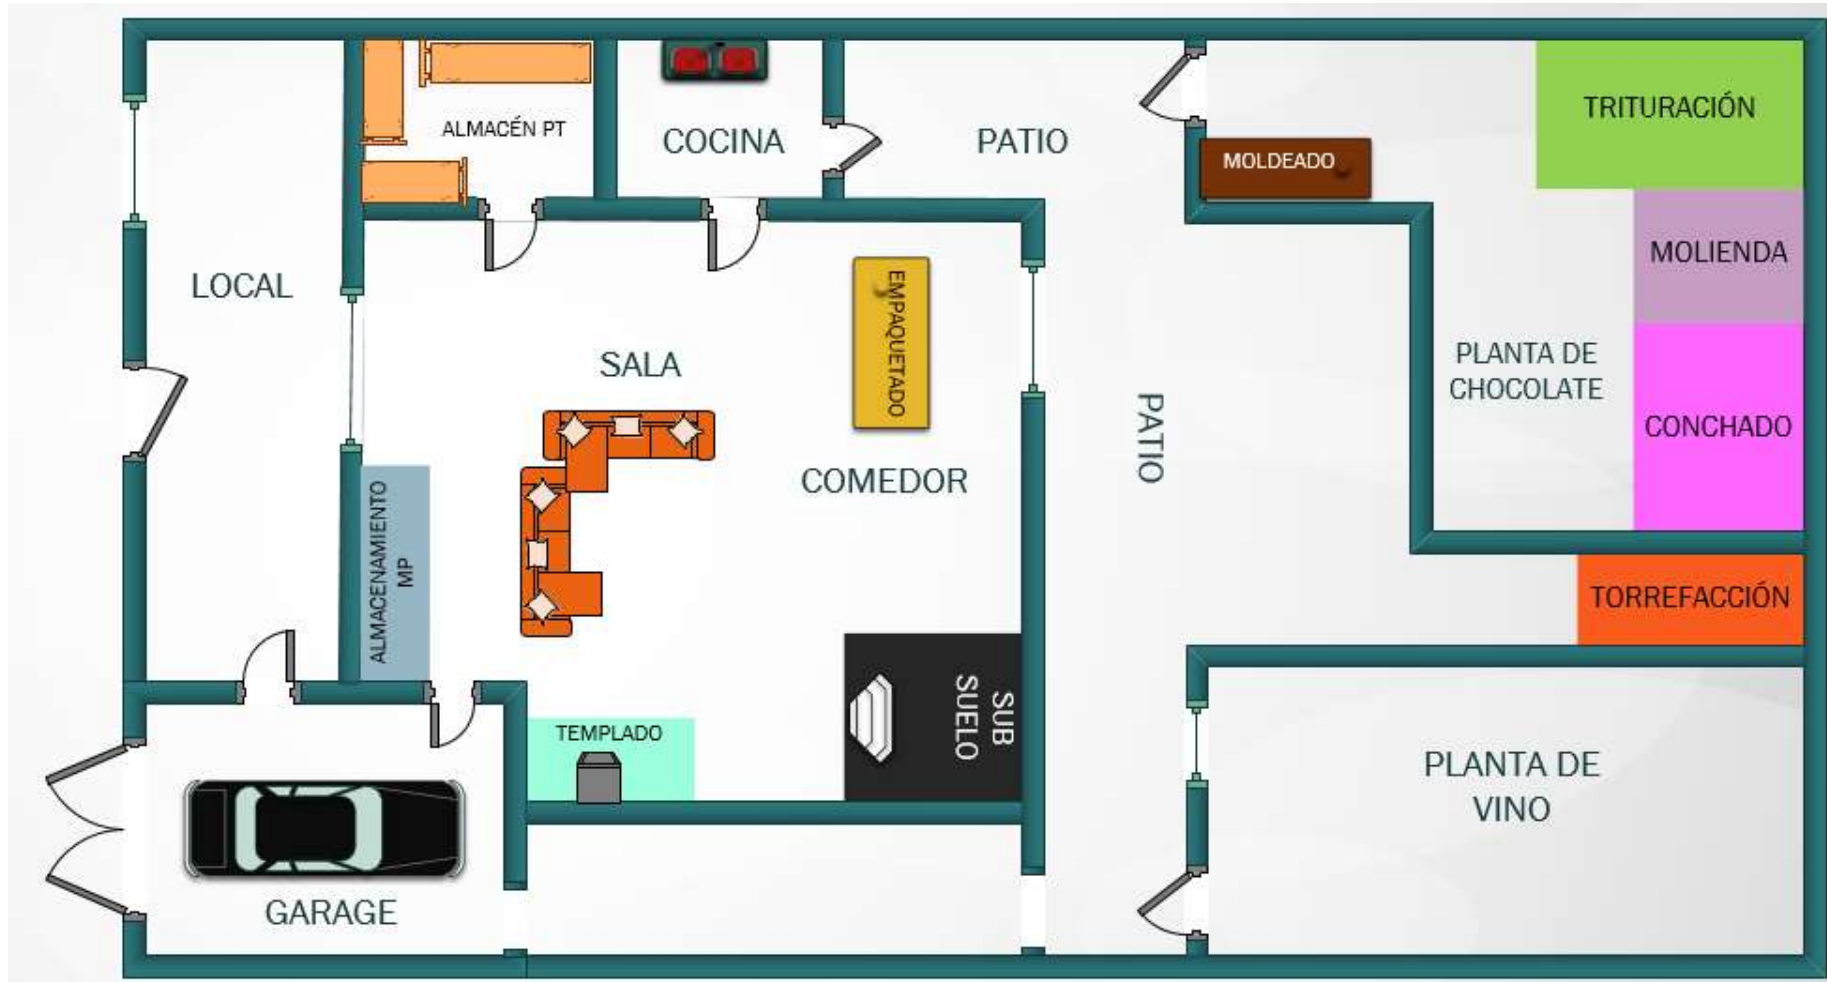 TRITURACIÓN
ALMACÉN PT
COCINA
PATIO
MOLDEADO
MOLIENDA
LOCAL
EMPAQUETADO
SALA
PLANTA DE
CHOCOLATE
CONCHADO
PATIO
COMEDOR
ALMACENAMIENTO
MP
TORREFACCIÓN
SUB
SUELO
TEMPLADO
PLANTA DE
VINO
GARAGE